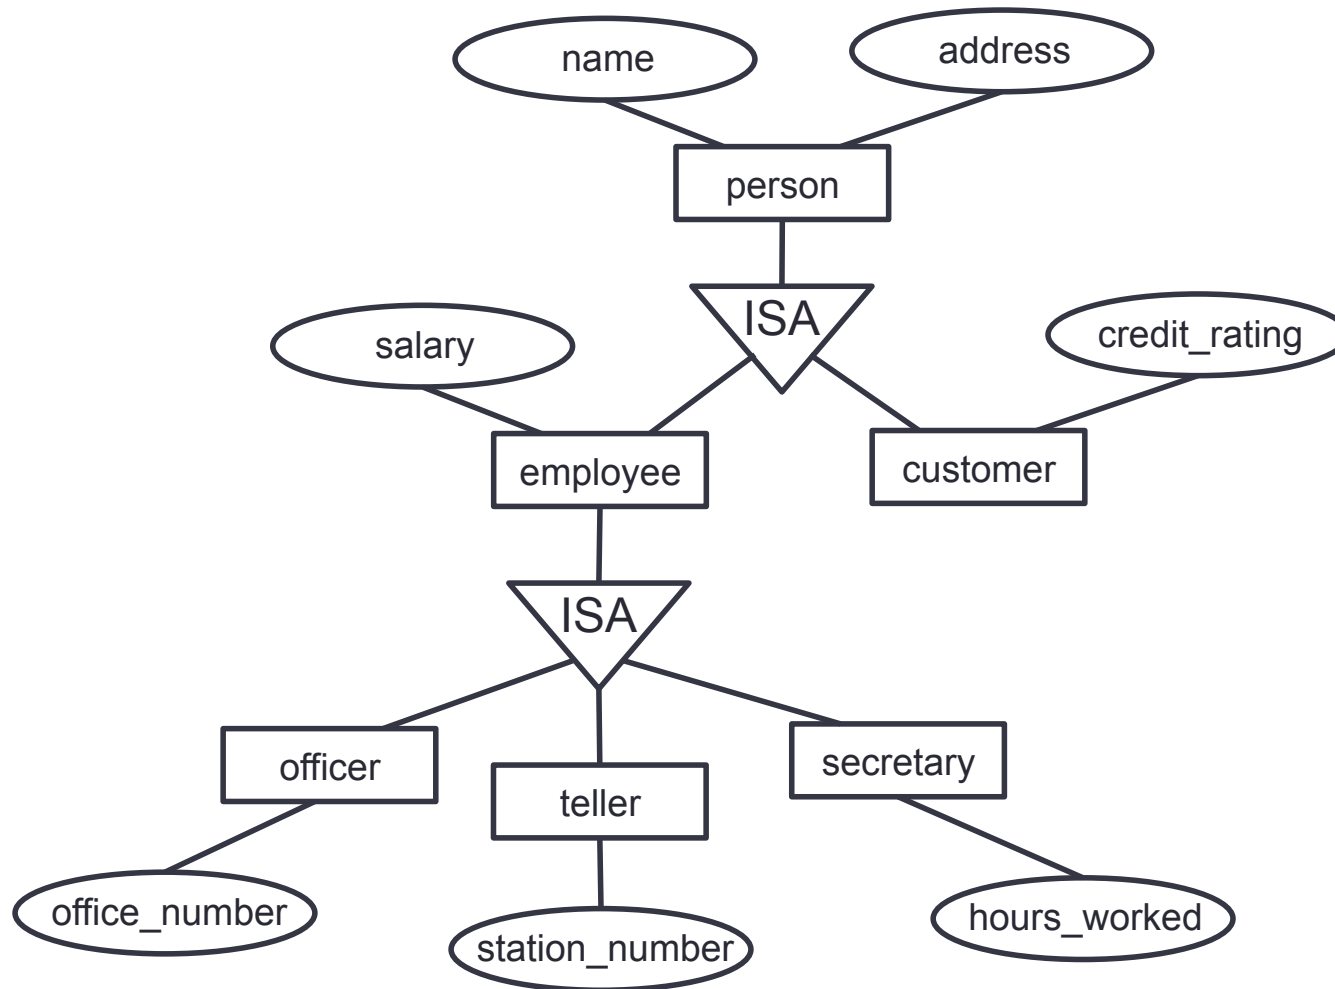 name
address
person
ISA
salary
credit_rating
employee
customer
ISA
officer
teller
secretary
office_number
station_number
hours_worked